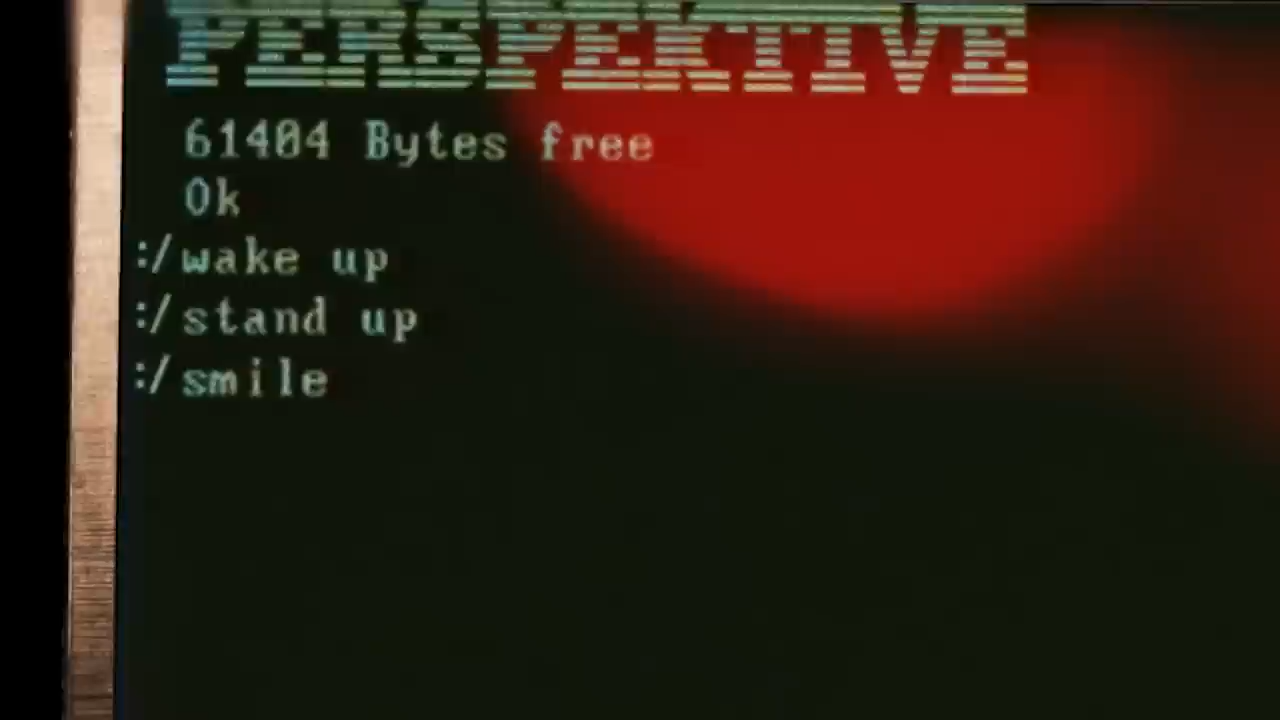 PERSPEKTIVE
61404 Bytes free
Ok
:/wake up
:/stand up
:/smile